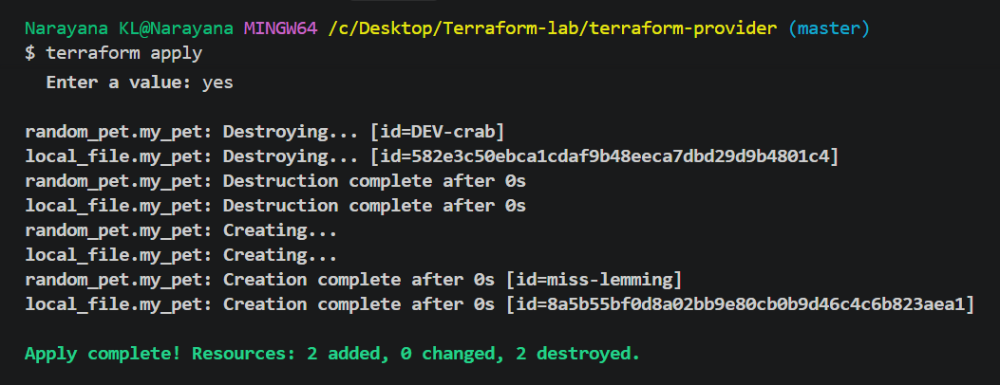 Narayana KL@Narayana MINGW64 /c/Desktop/Terraform-lab/terraform-provider (master)
$ terraform apply
Enter a value: yes
random_pet.my_pet: Destroying... [id=DEV-crab]
local_file.my_pet: Destroying... [id=582e3c50ebca1cdaf9b48eeca7dbd29d9b4801c4]
random_pet.my_pet: Destruction complete after 0s
local_file.my_pet: Destruction complete after 0s
random_pet.my_pet: Creating...
local_file.my_pet: Creating...
random_pet.my_pet: Creation complete after 0s [id=miss-lemming]
local_file.my_pet: Creation complete after 0s [id=8a5b55bf0d8a02bb9e80cb0b9d46c4c6b823aea1]
Apply complete! Resources: 2 added, 0 changed, 2 destroyed.